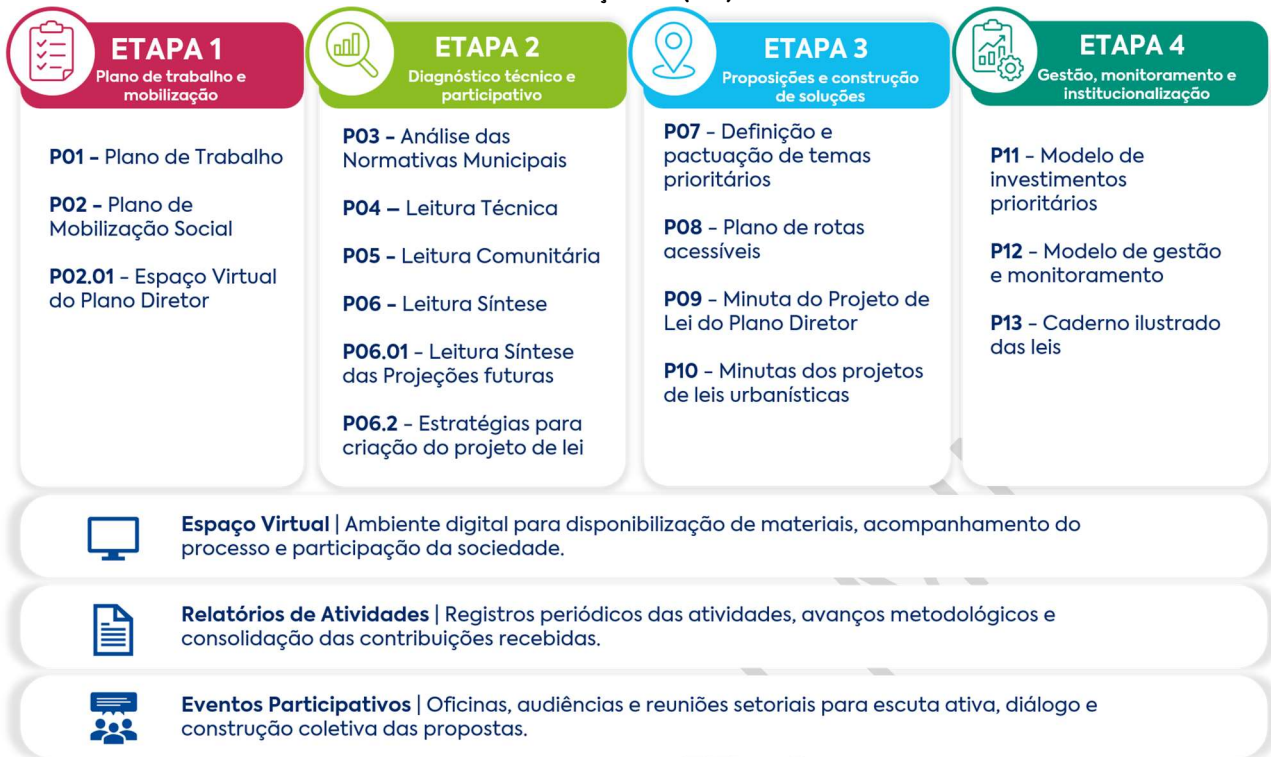 ETAPA 1
Plano de trabalho e
mobilização
P01 – Plano de Trabalho
P02 – Plano de
Mobilização Social
P02.01 - Espaço Virtual
do Plano Diretor
ETAPA 2
Diagnóstico técnico e
participativo
P03 – Análise das
Normativas Municipais
P04 – Leitura Técnica
P05 - Leitura Comunitária
P06 – Leitura Síntese
P06.01 - Leitura Síntese
das Projeções futuras
P06.2 - Estratégias para
criação do projeto de lei
ETAPA 3
Proposições e construção
de soluções
P07 - Definição e
pactuação de temas
prioritários
P08 - Plano de rotas
acessíveis
P09 - Minuta do Projeto de
Lei do Plano Diretor
P10 - Minutas dos projetos
de leis urbanísticas
ETAPA 4
Gestão, monitoramento e
institucionalização
P11 - Modelo de
investimentos
prioritários
P12 - Modelo de gestão
e monitoramento
P13 - Caderno ilustrado
das leis
Espaço Virtual | Ambiente digital para disponibilização de materiais, acompanhamento do
processo e participação da sociedade.
Relatórios de Atividades | Registros periódicos das atividades, avanços metodológicos e
consolidação das contribuições recebidas.
Eventos Participativos | Oficinas, audiências e reuniões setoriais para escuta ativa, diálogo e
construção coletiva das propostas.